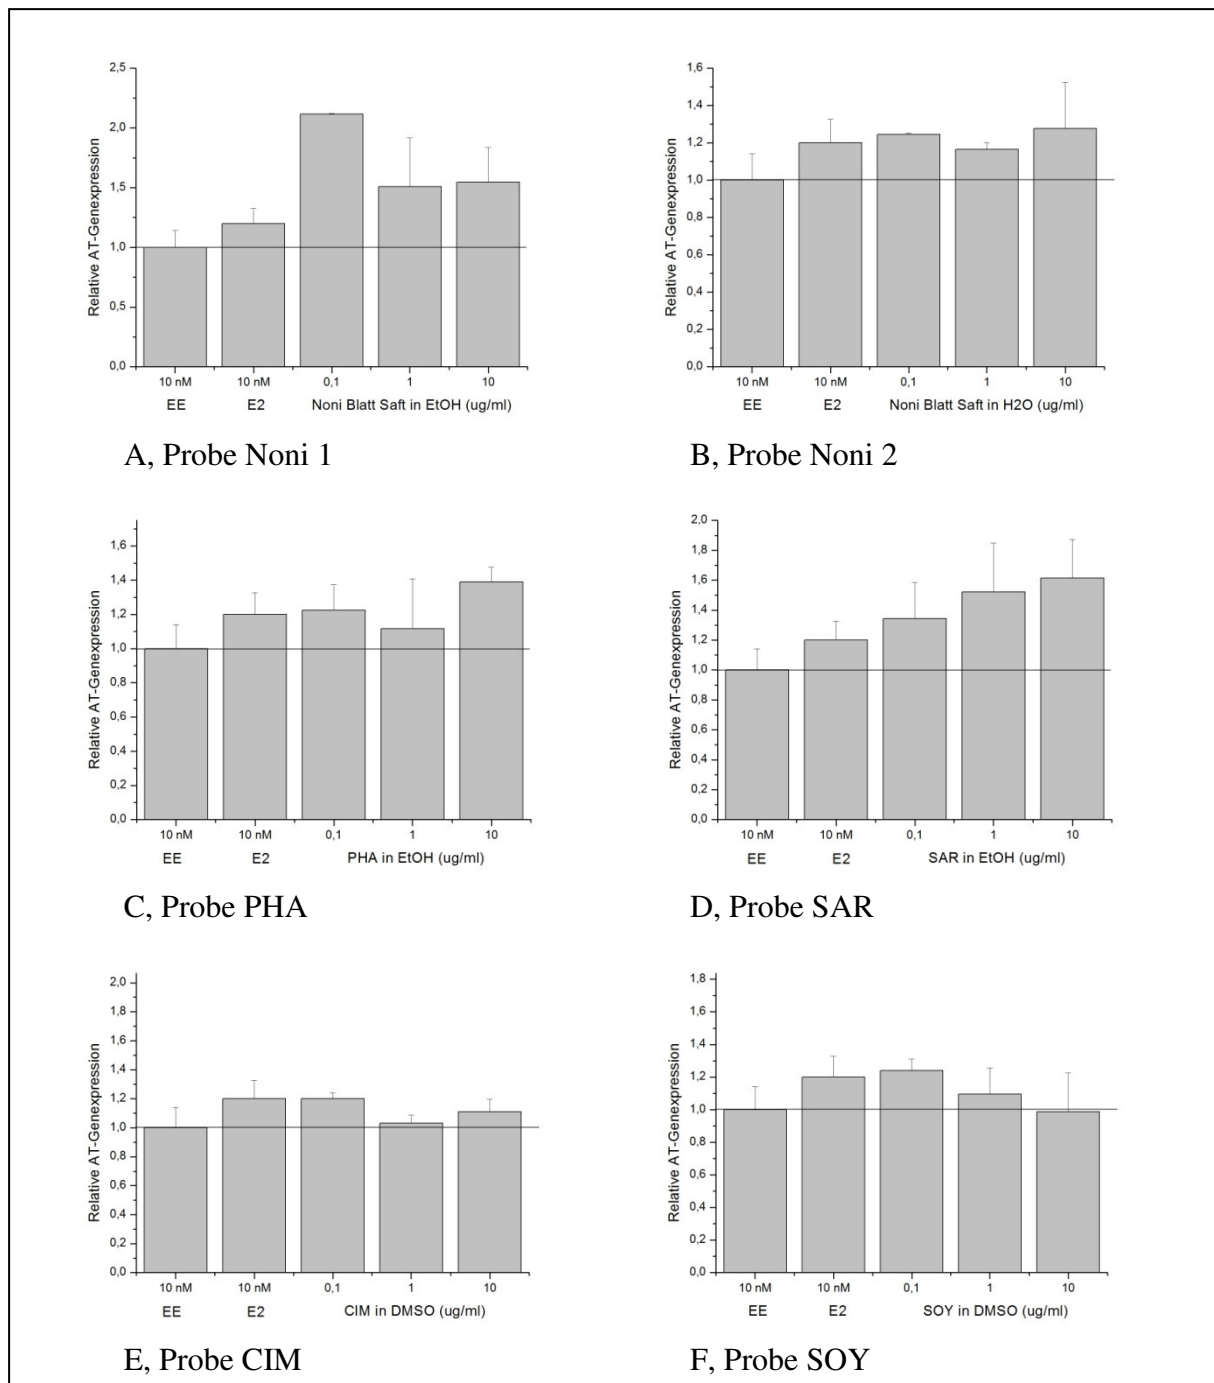 2,5
2,0
1,5
1,0
0,5
0,0
Relative AT-Genexpression
10 nM 10 nM 0,1 1 10
EE E2 Noni Blatt Saft in EtOH (ug/ml)
A, Probe Noni 1
1,6
1,4
1,2
1,0
0,8
0,6
0,4
0,2
0,0
Relative AT-Genexpression
10 nM 10 nM 0,1 1 10
EE E2 Noni Blatt Saft in H2O (ug/ml)
B, Probe Noni 2
1,6
1,4
1,2
1,0
0,8
0,6
0,4
0,2
0,0
Relative AT-Genexpression
10 nM 10 nM 0,1 1 10
EE E2 PHA in EtOH (ug/ml)
C, Probe PHA
2,0
1,8
1,6
1,4
1,2
1,0
0,8
0,6
0,4
0,2
0,0
Relative AT-Genexpression
10 nM 10 nM 0,1 1 10
EE E2 SAR in EtOH (ug/ml)
D, Probe SAR
2,0
1,8
1,6
1,4
1,2
1,0
0,8
0,6
0,4
0,2
0,0
Relative AT-Genexpression
10 nM 10 nM 0,1 1 10
EE E2 CIM in DMSO (ug/ml)
E, Probe CIM
1,8
1,6
1,4
1,2
1,0
0,8
0,6
0,4
0,2
0,0
Relative AT-Genexpression
10 nM 10 nM 0,1 1 10
EE E2 SOY in DMSO (ug/ml)
F, Probe SOY